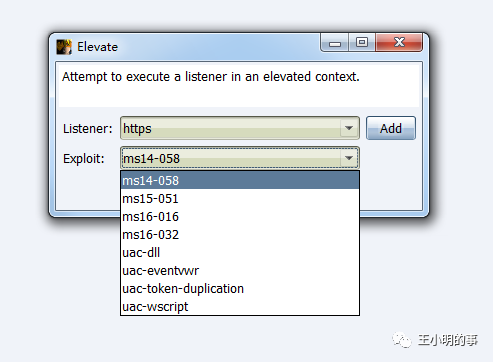 Elevate
Attempt to execute a listener in an elevated context.
Listener: https Add
Exploit: ms14-058
ms14-058
ms15-051
ms16-016
ms16-032
uac-dll
uac-eventvwr
uac-token-duplication
uac-wscript
王小明的事